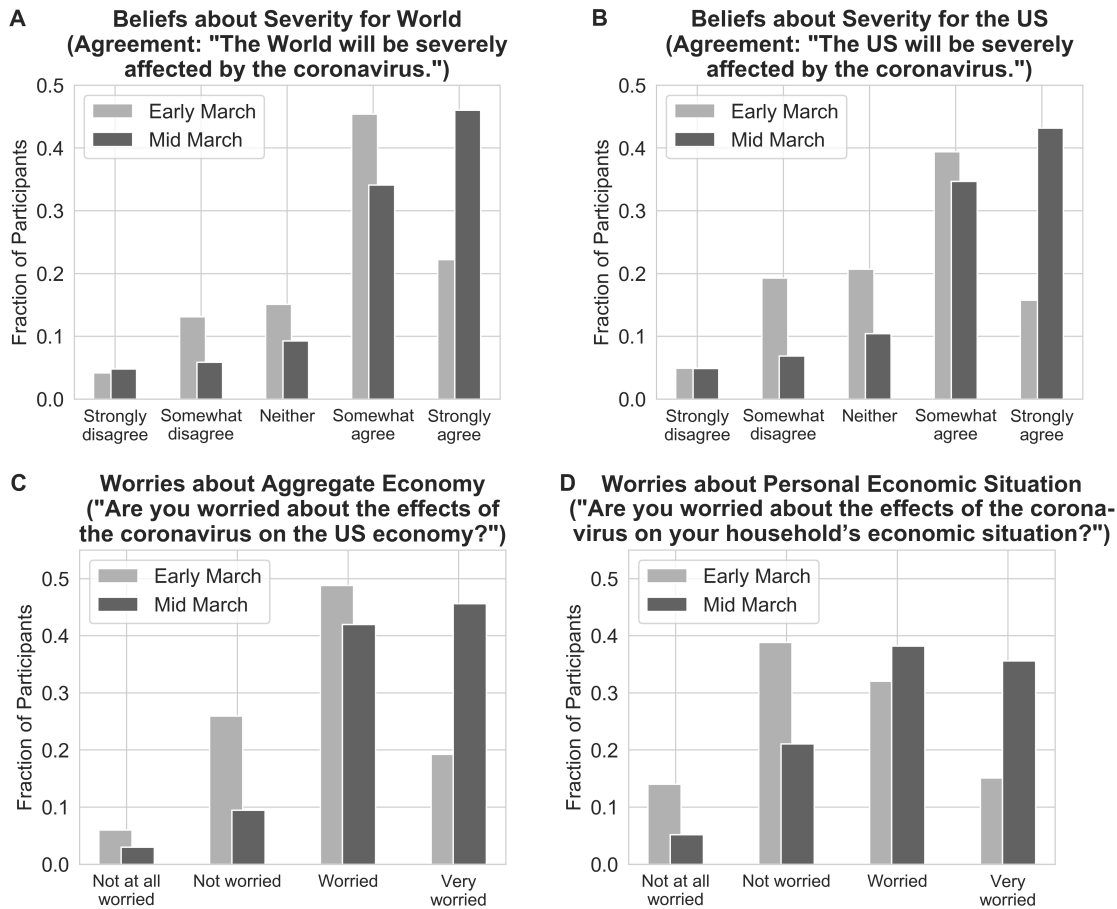 A
Beliefs about Severity for World
(Agreement: "The World will be severely
affected by the coronavirus.")
0.5
0.4
0.3
0.2
0.1
0.0
Fraction of Participants
Early March
Mid March
Strongly
disagree
Somewhat
disagree
Neither
Somewhat
agree
Strongly
agree
B
Beliefs about Severity for the US
(Agreement: "The US will be severely
affected by the coronavirus.")
0.5
0.4
0.3
0.2
0.1
0.0
Fraction of Participants
Early March
Mid March
Strongly
disagree
Somewhat
disagree
Neither
Somewhat
agree
Strongly
agree
C
Worries about Aggregate Economy
("Are you worried about the effects of
the coronavirus on the US economy?")
0.5
0.4
0.3
0.2
0.1
0.0
Fraction of Participants
Early March
Mid March
Not at all
worried
Not worried
Worried
Very
worried
D
Worries about Personal Economic Situation
("Are you worried about the effects of the corona-
virus on your household’s economic situation?")
0.5
0.4
0.3
0.2
0.1
0.0
Fraction of Participants
Early March
Mid March
Not at all
worried
Not worried
Worried
Very
worried